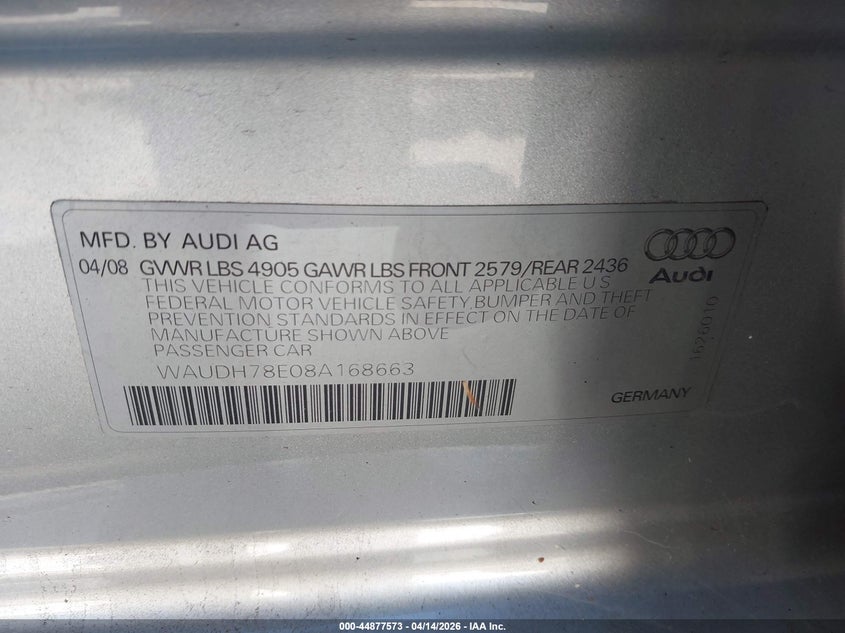 MFD. BY AUDI AG
04/08 GVWR LBS 4905 GAWR LBS FRONT 2579/REAR 2436
Audi
THIS VEHICLE CONFORMS TO ALL APPLICABLE U S
FEDERAL MOTOR VEHICLE SAFETY,BUMPER AND THEFT
PREVENTION STANDARDS IN EFFECT ON THE DATE OF
MANUFACTURE SHOWN ABOVE
PASSENGER CAR
1626010
WAUDH78E08A168663
GERMANY
000-44877573 - 04/14/2026 - IAA Inc.